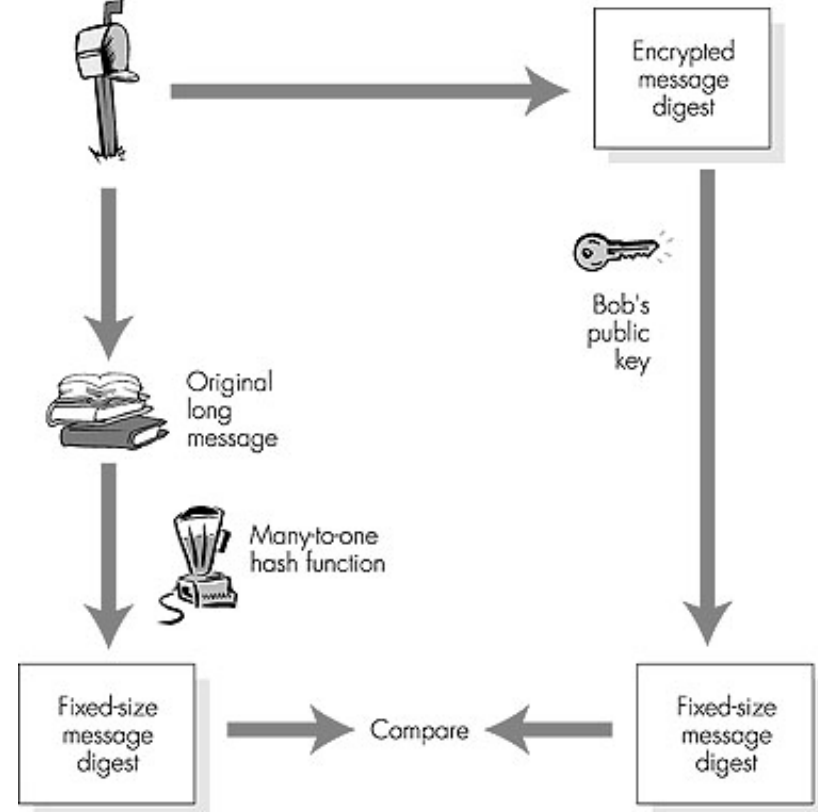 Encrypted
message
digest
Bob's
public
key
Original
long
message
Many-to-one
hash function
Fixed-size
message
digest
Compare
Fixed-size
message
digest